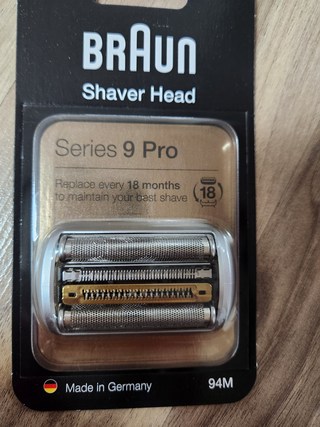 BRAUN
Shaver Head
Series 9 Pro
Replace every 18 months
to maintain your bast shave
18
Made in Germany
94M